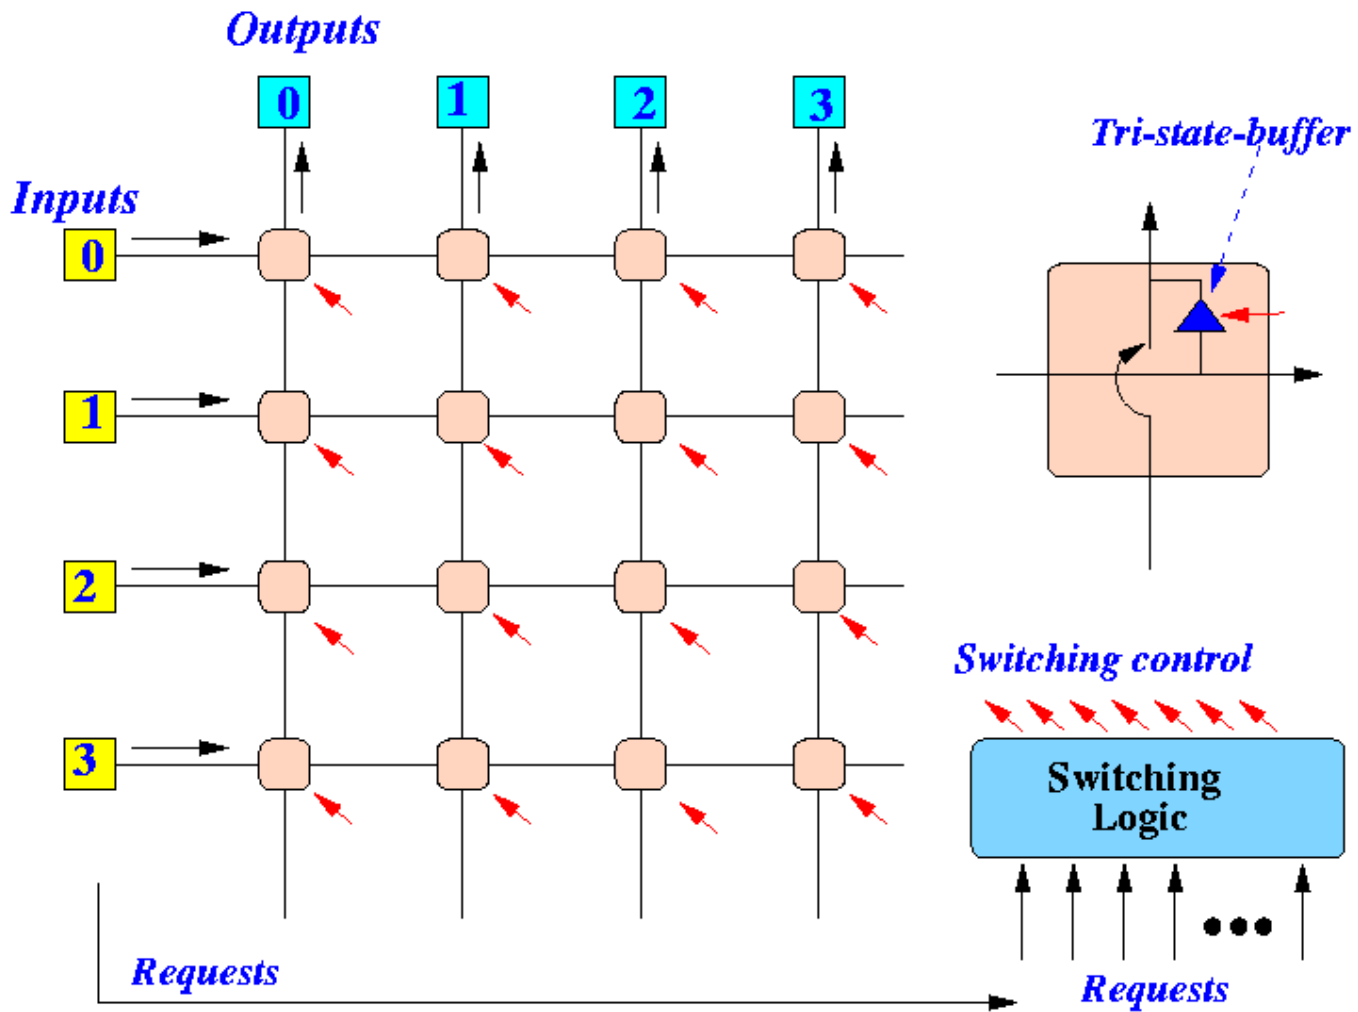 Outputs
0 1 2 3
Tri-state-buffer
Inputs
0
1
2
3
Switching control
Switching
Logic
Requests
Requests